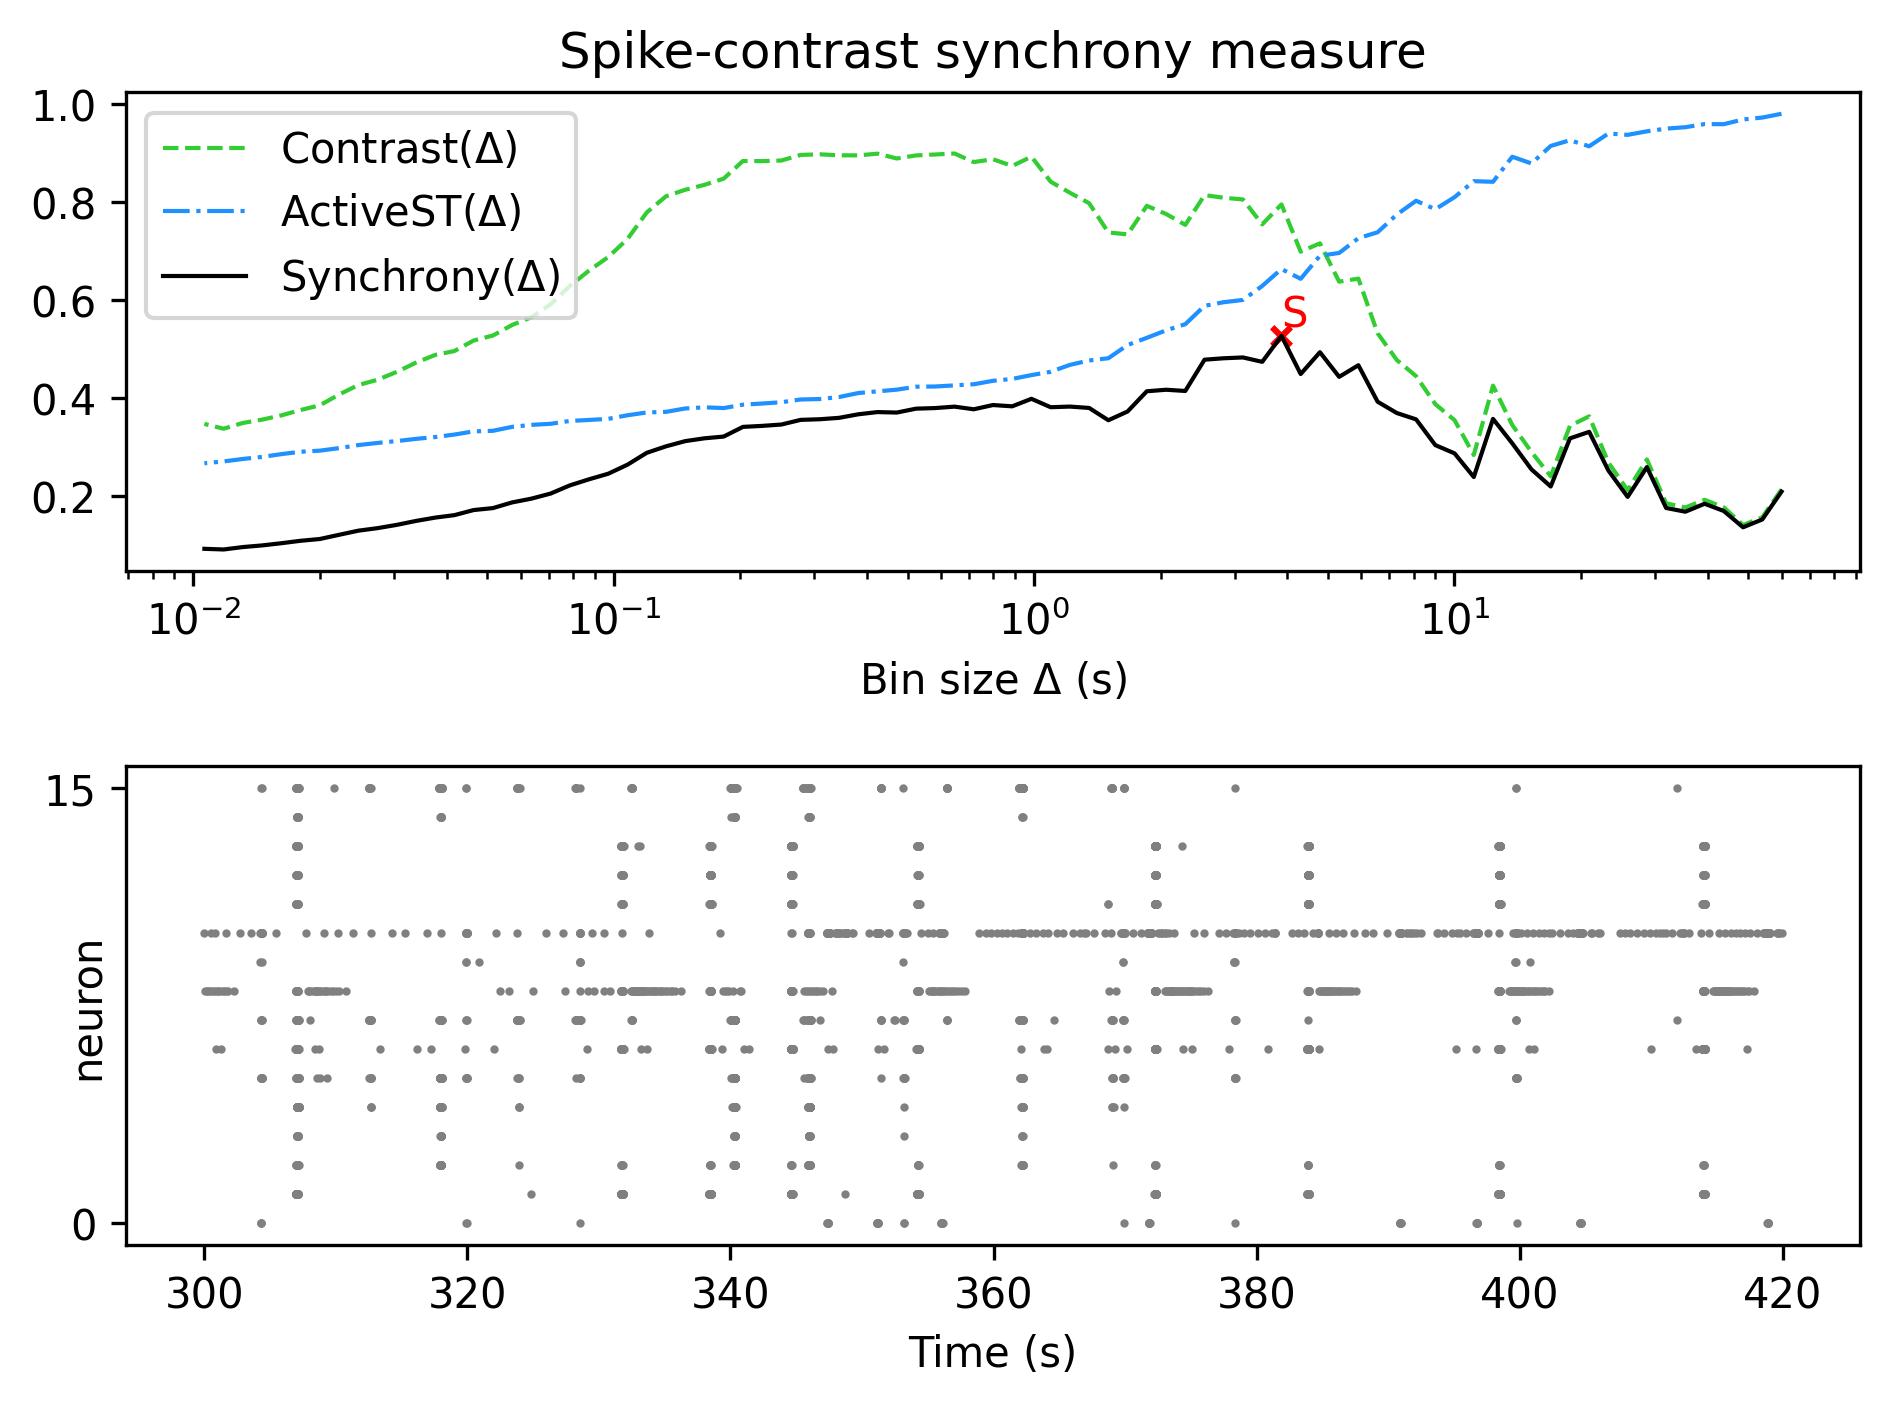 Spike-contrast synchrony measure
1.0
0.8
0.6
0.4
0.2
Contrast(Δ)
ActiveST(Δ)
Synchrony(Δ)
S
10⁻² 10⁻¹ 10⁰ 10¹
Bin size Δ (s)
15
0
neuron
300 320 340 360 380 400 420
Time (s)